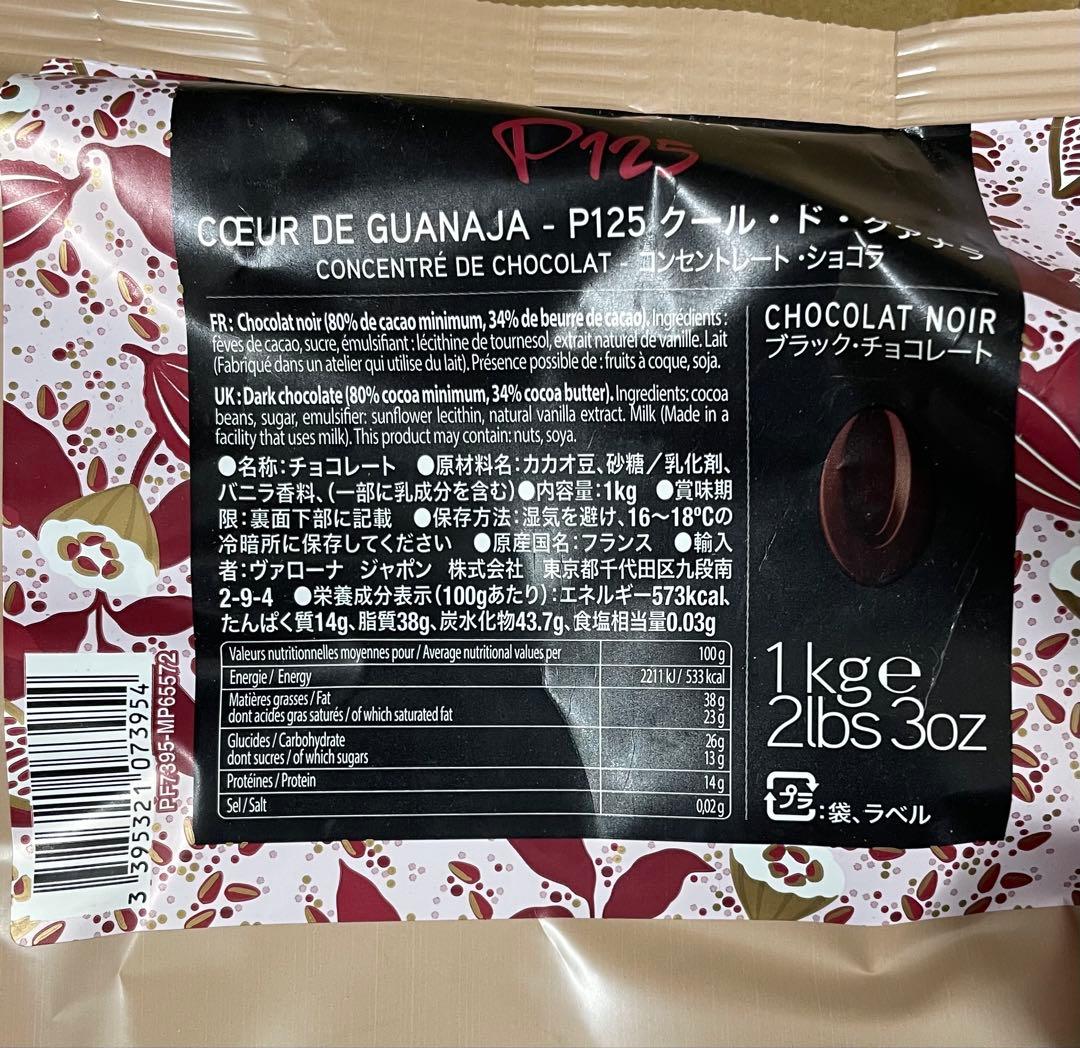 P125
CŒUR DE GUANAJA - P125 クール・ド・グアナラ
CONCENTRÉ DE CHOCOLAT - コンセントレート・ショコラ
FR: Chocolat noir (80% de cacao minimum, 34% de beurre de cacao). Ingrédients :
fèves de cacao, sucre, émulsifiant : lécithine de tournesol, extrait naturel de vanille. Lait
(Fabriqué dans un atelier qui utilise du lait). Présence possible de : fruits à coque, soja.
UK: Dark chocolate (80% cocoa minimum, 34% cocoa butter). Ingredients: cocoa
beans, sugar, emulsifier: sunflower lecithin, natural vanilla extract. Milk (Made in a
facility that uses milk). This product may contain: nuts, soya.
●名称:チョコレート ●原材料名:カカオ豆、砂糖/乳化剤、
バニラ香料、(一部に乳成分を含む)●内容量:1kg ●賞味期
限:裏面下部に記載 ●保存方法:湿気を避け、16〜18℃の
冷暗所に保存してください ●原産国名:フランス ●輸入
者:ヴァローナ ジャポン 株式会社 東京都千代田区九段南
2-9-4 ●栄養成分表示(100gあたり):エネルギー573kcal、
たんぱく質14g、脂質38g、炭水化物43.7g、食塩相当量0.03g
Valeurs nutritionnelles moyennes pour / Average nutritional values per 100 g
Energie / Energy 2211 kJ / 533 kcal
Matières grasses / Fat 38 g
dont acides gras saturés / of which saturated fat 23 g
Glucides / Carbohydrate 26 g
dont sucres / of which sugars 13 g
Protéines / Protein 14 g
Sel / Salt 0,02 g
CHOCOLAT NOIR
ブラック・チョコレート
1kg e
2lbs 3oz
プラ:袋、ラベル
3 395321 073954
PF7395-MP65572